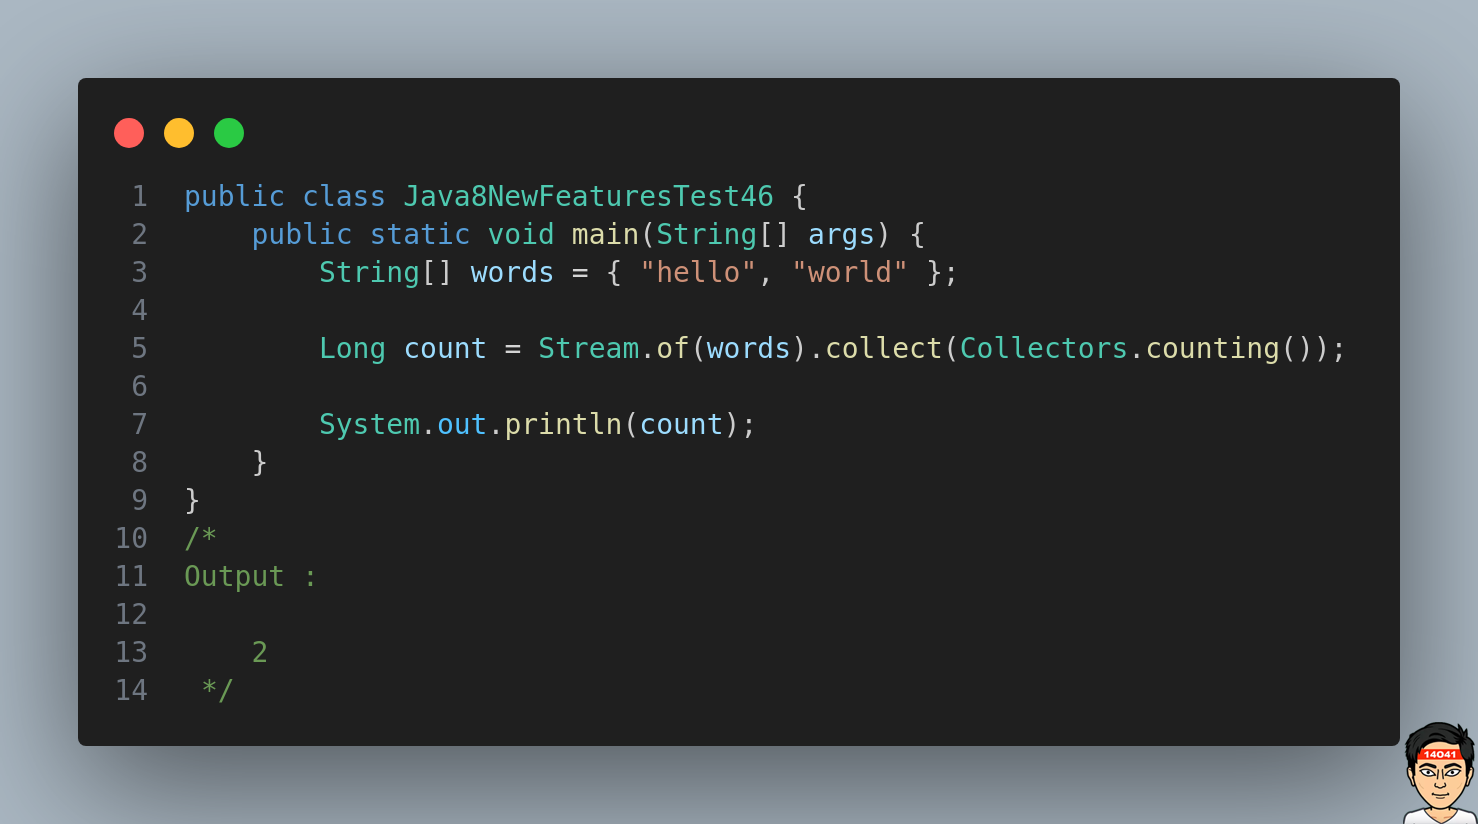 1 public class Java8NewFeaturesTest46 {
2     public static void main(String[] args) {
3         String[] words = { "hello", "world" };
4
5         Long count = Stream.of(words).collect(Collectors.counting());
6
7         System.out.println(count);
8     }
9 }
10 /*
11 Output :
12
13     2
14  */
14041